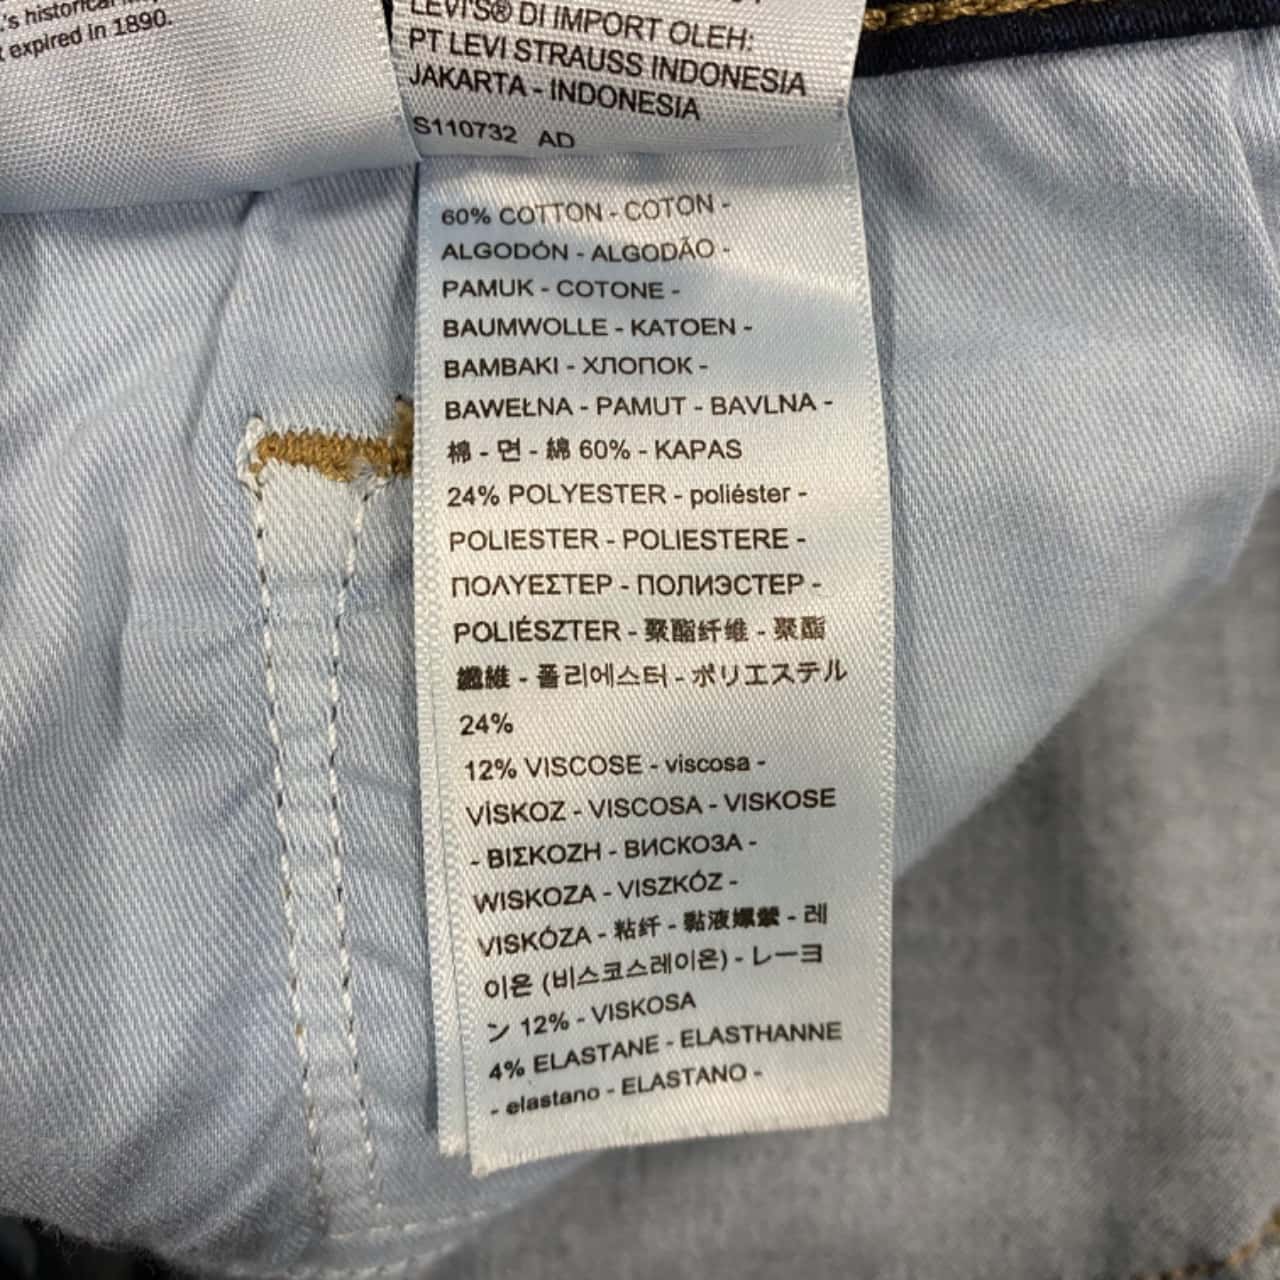 .'s historical
expired in 1890.
LEVI'S® DI IMPORT OLEH:
PT LEVI STRAUSS INDONESIA
JAKARTA - INDONESIA
S110732 AD
60% COTTON - COTON -
ALGODÓN - ALGODÃO -
PAMUK - COTONE -
BAUMWOLLE - KATOEN -
BAMBAKI - ХЛОПОК -
BAWEŁNA - PAMUT - BAVLNA -
棉 - 면 - 綿 60% - KAPAS
24% POLYESTER - poliéster -
POLIESTER - POLIESTERE -
ΠΟΛΥΕΣΤΕΡ - ПОЛИЭСТЕР -
POLIÉSZTER - 聚酯纤维 - 聚酯
纖維 - 폴리에스터 - ポリエステル
24%
12% VISCOSE - viscosa -
VİSKOZ - VISCOSA - VISKOSE
- ΒΙΣΚΟΖΗ - ВИСКОЗА -
WISKOZA - VISZKÓZ -
VISKÓZA - 粘纤 - 黏液嫘縈 - 레
이온 (비스코스레이온) - レーヨ
ン 12% - VISKOSA
4% ELASTANE - ELASTHANNE
- elastano - ELASTANO -